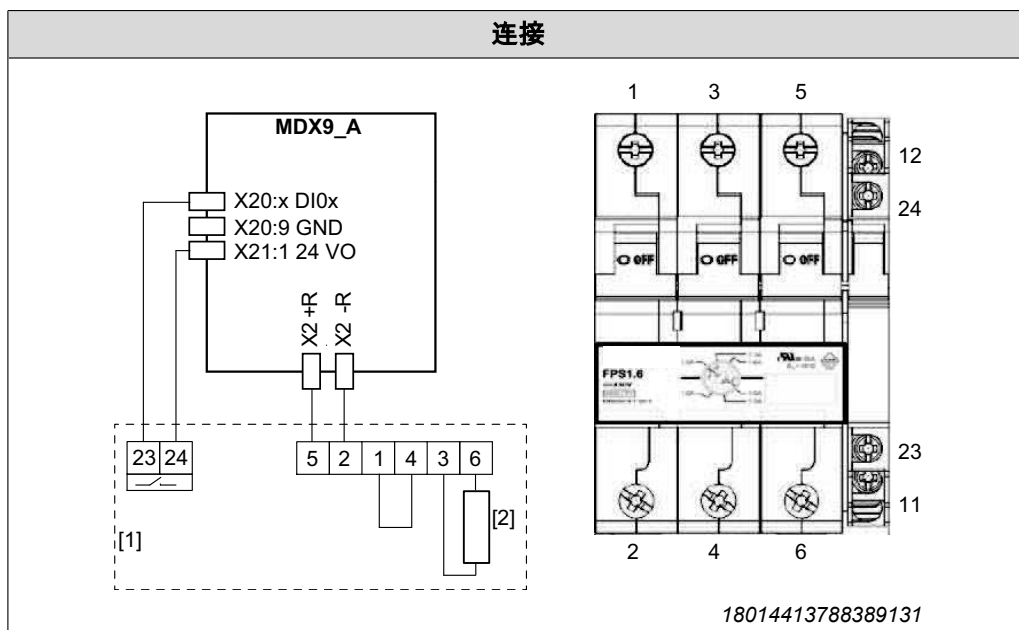 连接
MDX9_A
X20:x DI0x
X20:9 GND
X21:1 24 VO
X2 +R
X2 -R
23 24
5 2 1 4 3 6
[1]
[2]
1 3 5
12
24
OFF OFF OFF
FPS1.6
23
11
2 4 6
18014413788389131